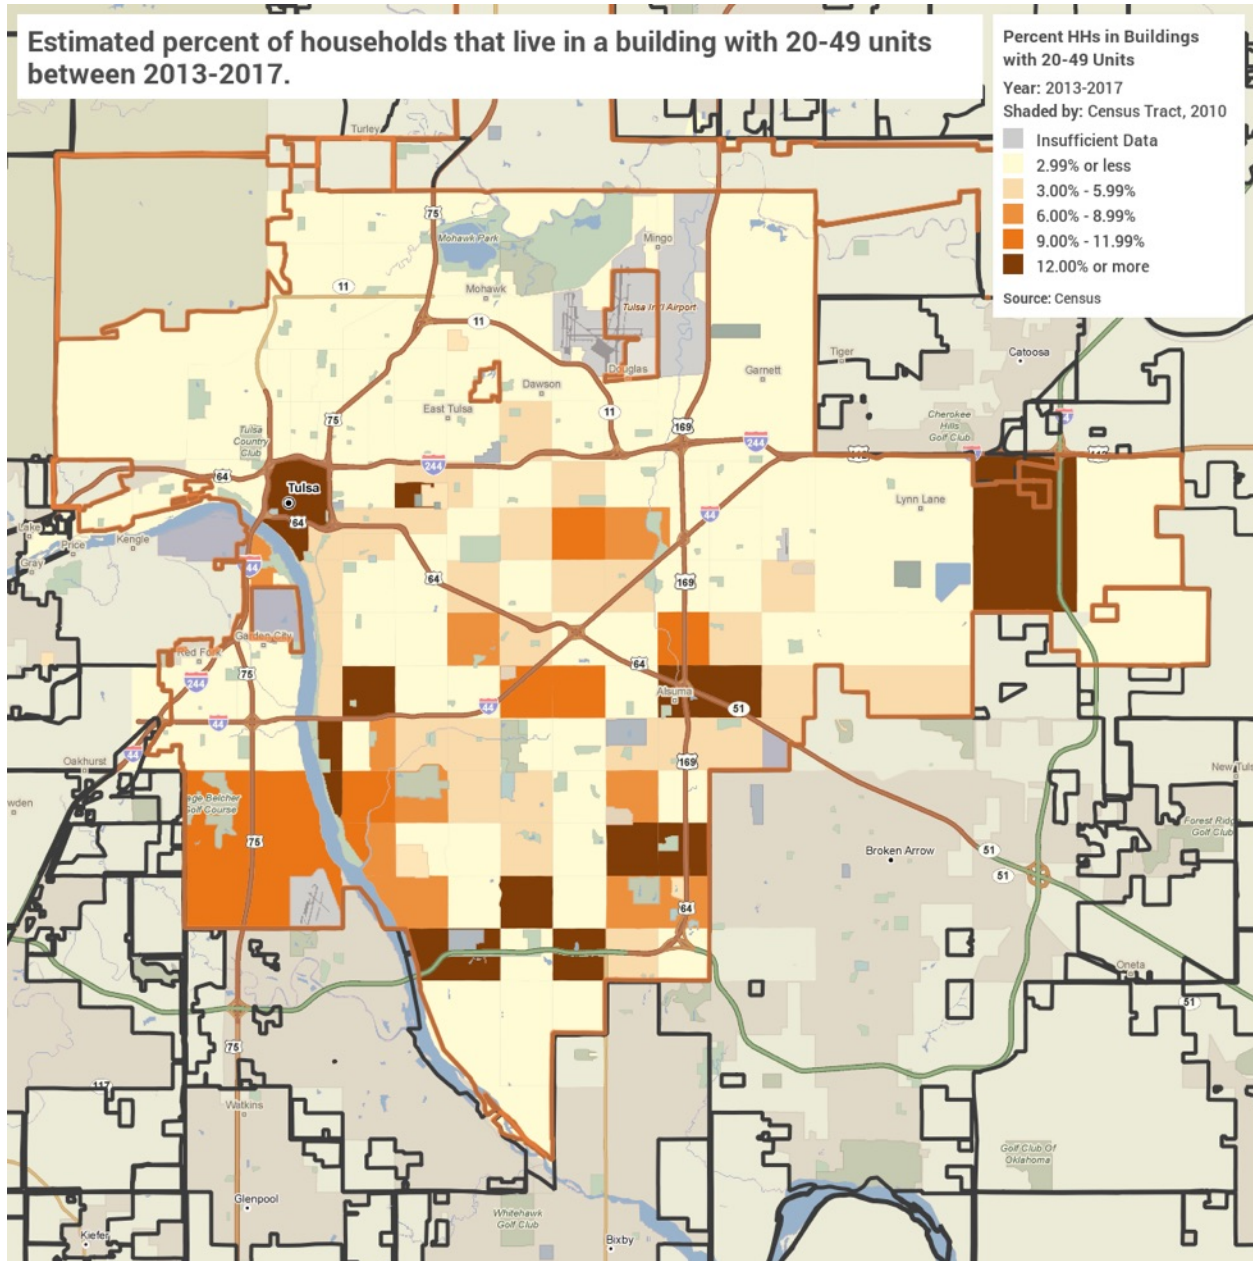 Estimated percent of households that live in a building with 20-49 units
between 2013-2017.
Percent HHs in Buildings
with 20-49 Units
Year: 2013-2017
Shaded by: Census Tract, 2010
Insufficient Data
2.99% or less
3.00% - 5.99%
6.00% - 8.99%
9.00% - 11.99%
12.00% or more
Source: Census
Turley
75
Mohawk Park
Mingo
11
Mohawk
Tulsa Int'l Airport
11
Tiger
Catoosa
Douglas
Garnett
Dawson
East Tulsa
11
75
Cherokee
Hills
Golf Club
Tulsa
Country
Club
169
244
244
64
Tulsa
Lynn Lane
64
44
Lake
Price
Kengle
Gray
44
64
169
Garden City
Red Fork
64
75
244
Alsuma
44
51
44
44
Oakhurst
169
New Tuls
wden
age Belcher
Golf Course
Forest Ridg
Golf Club
75
51
Broken Arrow
51
64
Oneta
51
75
117
Watkins
Golf Club Of
Oklahoma
Glenpool
Whitehawk
Golf Club
Kiefer
Bixby